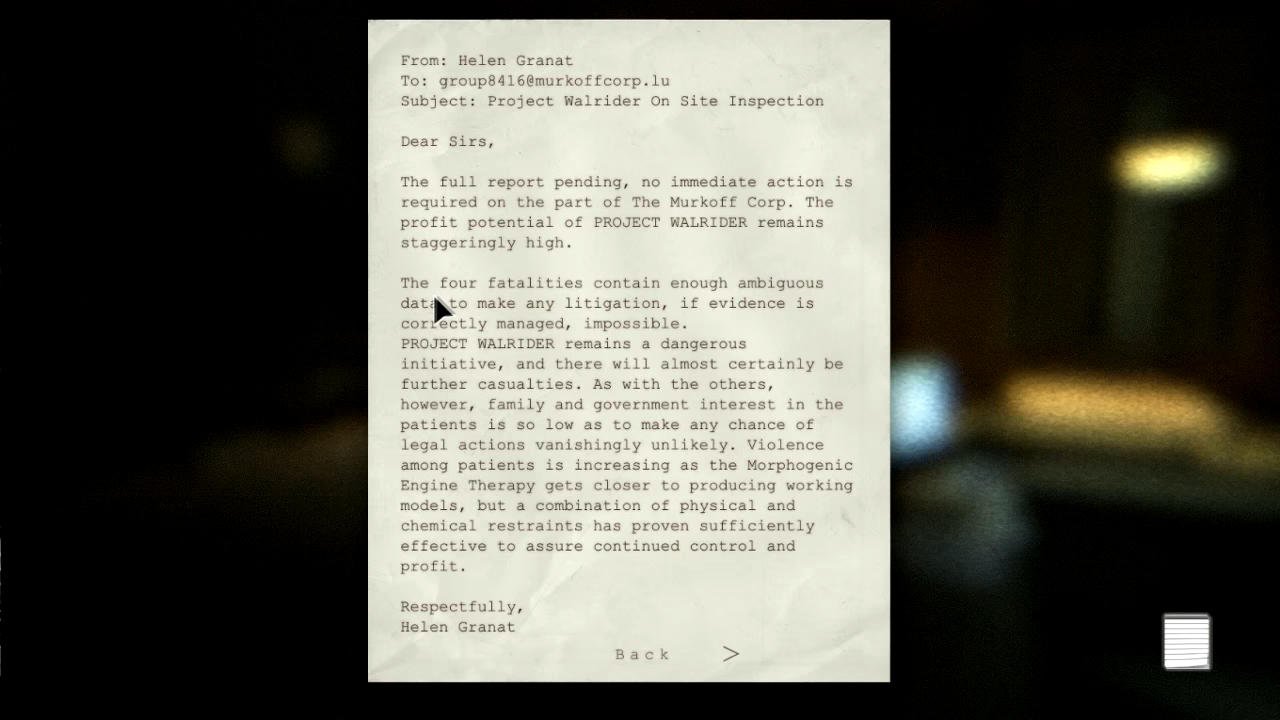 From: Helen Granat
To: group8416@murkoffcorp.lu
Subject: Project Walrider On Site Inspection
Dear Sirs,
The full report pending, no immediate action is
required on the part of The Murkoff Corp. The
profit potential of PROJECT WALRIDER remains
staggeringly high.
The four fatalities contain enough ambiguous
data to make any litigation, if evidence is
correctly managed, impossible.
PROJECT WALRIDER remains a dangerous
initiative, and there will almost certainly be
further casualties. As with the others,
however, family and government interest in the
patients is so low as to make any chance of
legal actions vanishingly unlikely. Violence
among patients is increasing as the Morphogenic
Engine Therapy gets closer to producing working
models, but a combination of physical and
chemical restraints has proven sufficiently
effective to assure continued control and
profit.
Respectfully,
Helen Granat
Back >